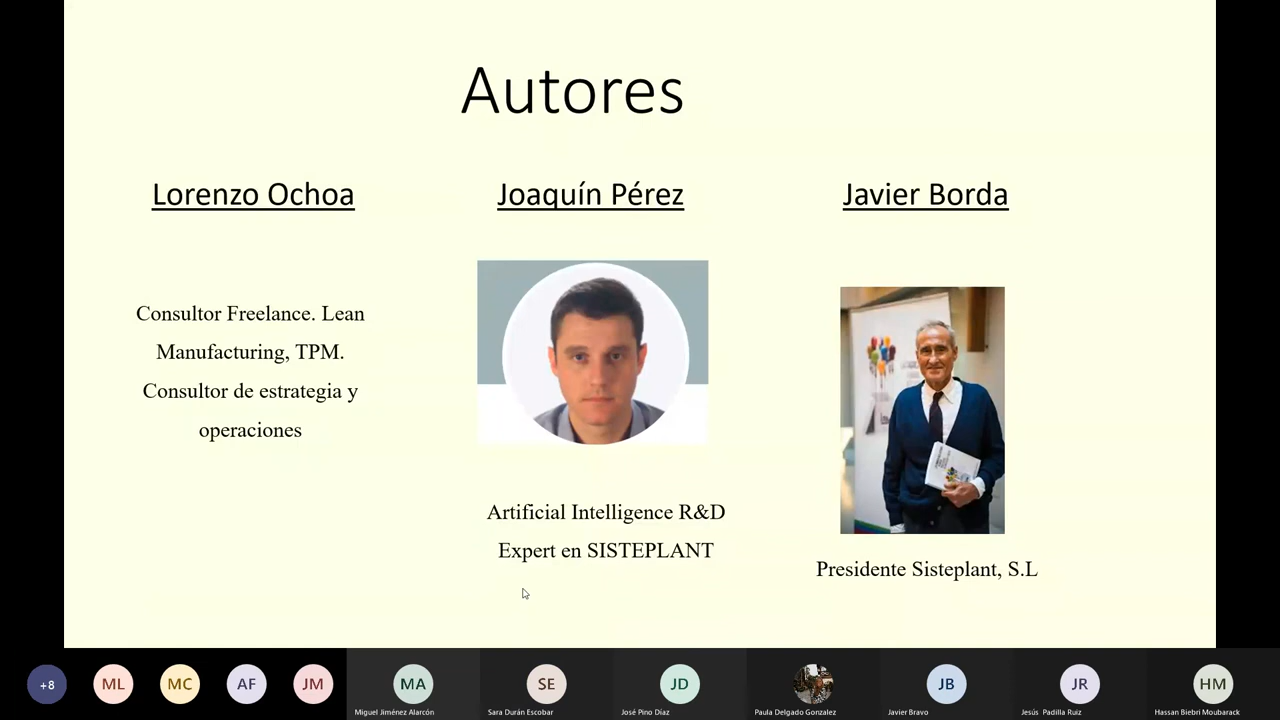 Autores
Lorenzo Ochoa
Joaquín Pérez
Javier Borda
Consultor Freelance. Lean
Manufacturing, TPM.
Consultor de estrategia y
operaciones
Artificial Intelligence R&D
Expert en SISTEPLANT
Presidente Sisteplant, S.L
+8
ML
MC
AF
JM
MA
SE
JD
JB
JR
HM
Miguel Jiménez Alarcón
Sara Durán Escobar
José Pino Díaz
Paula Delgado Gonzalez
Javier Bravo
Jesús Padilla Ruiz
Hassan Biebri Moubarack